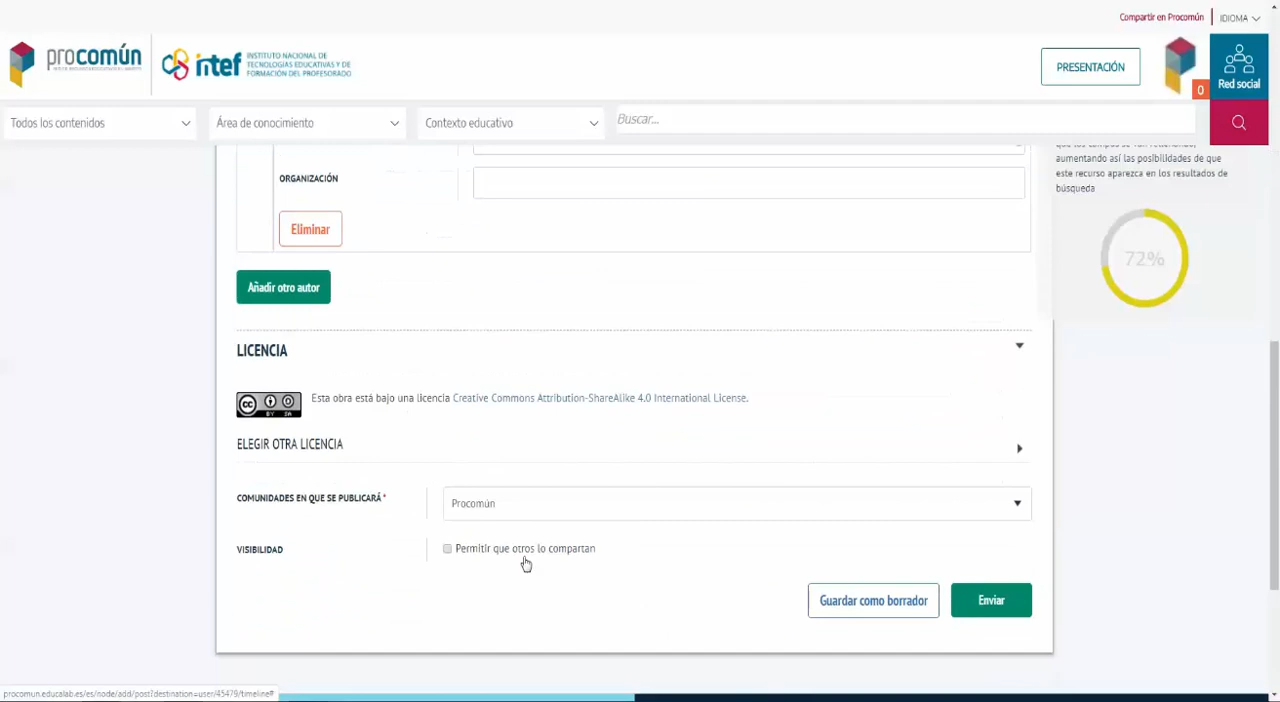 Compartir en Procomún
IDIOMA
procomún
intef
INSTITUTO NACIONAL DE
TECNOLOGÍAS EDUCATIVAS Y DE
FORMACIÓN DEL PROFESORADO
PRESENTACIÓN
0
Red social
Todos los contenidos
Área de conocimiento
Contexto educativo
Buscar...
aumentando así las posibilidades de que
este recurso aparezca en los resultados de
búsqueda
72%
ORGANIZACIÓN
Eliminar
Añadir otro autor
LICENCIA
cc BY SA
Esta obra está bajo una licencia Creative Commons Attribution-ShareAlike 4.0 International License.
ELEGIR OTRA LICENCIA
COMUNIDADES EN QUE SE PUBLICARÁ *
Procomún
VISIBILIDAD
Permitir que otros lo compartan
Guardar como borrador
Enviar
procomun.educalab.es/es/node/add/post?destination=user/45479/timeline#